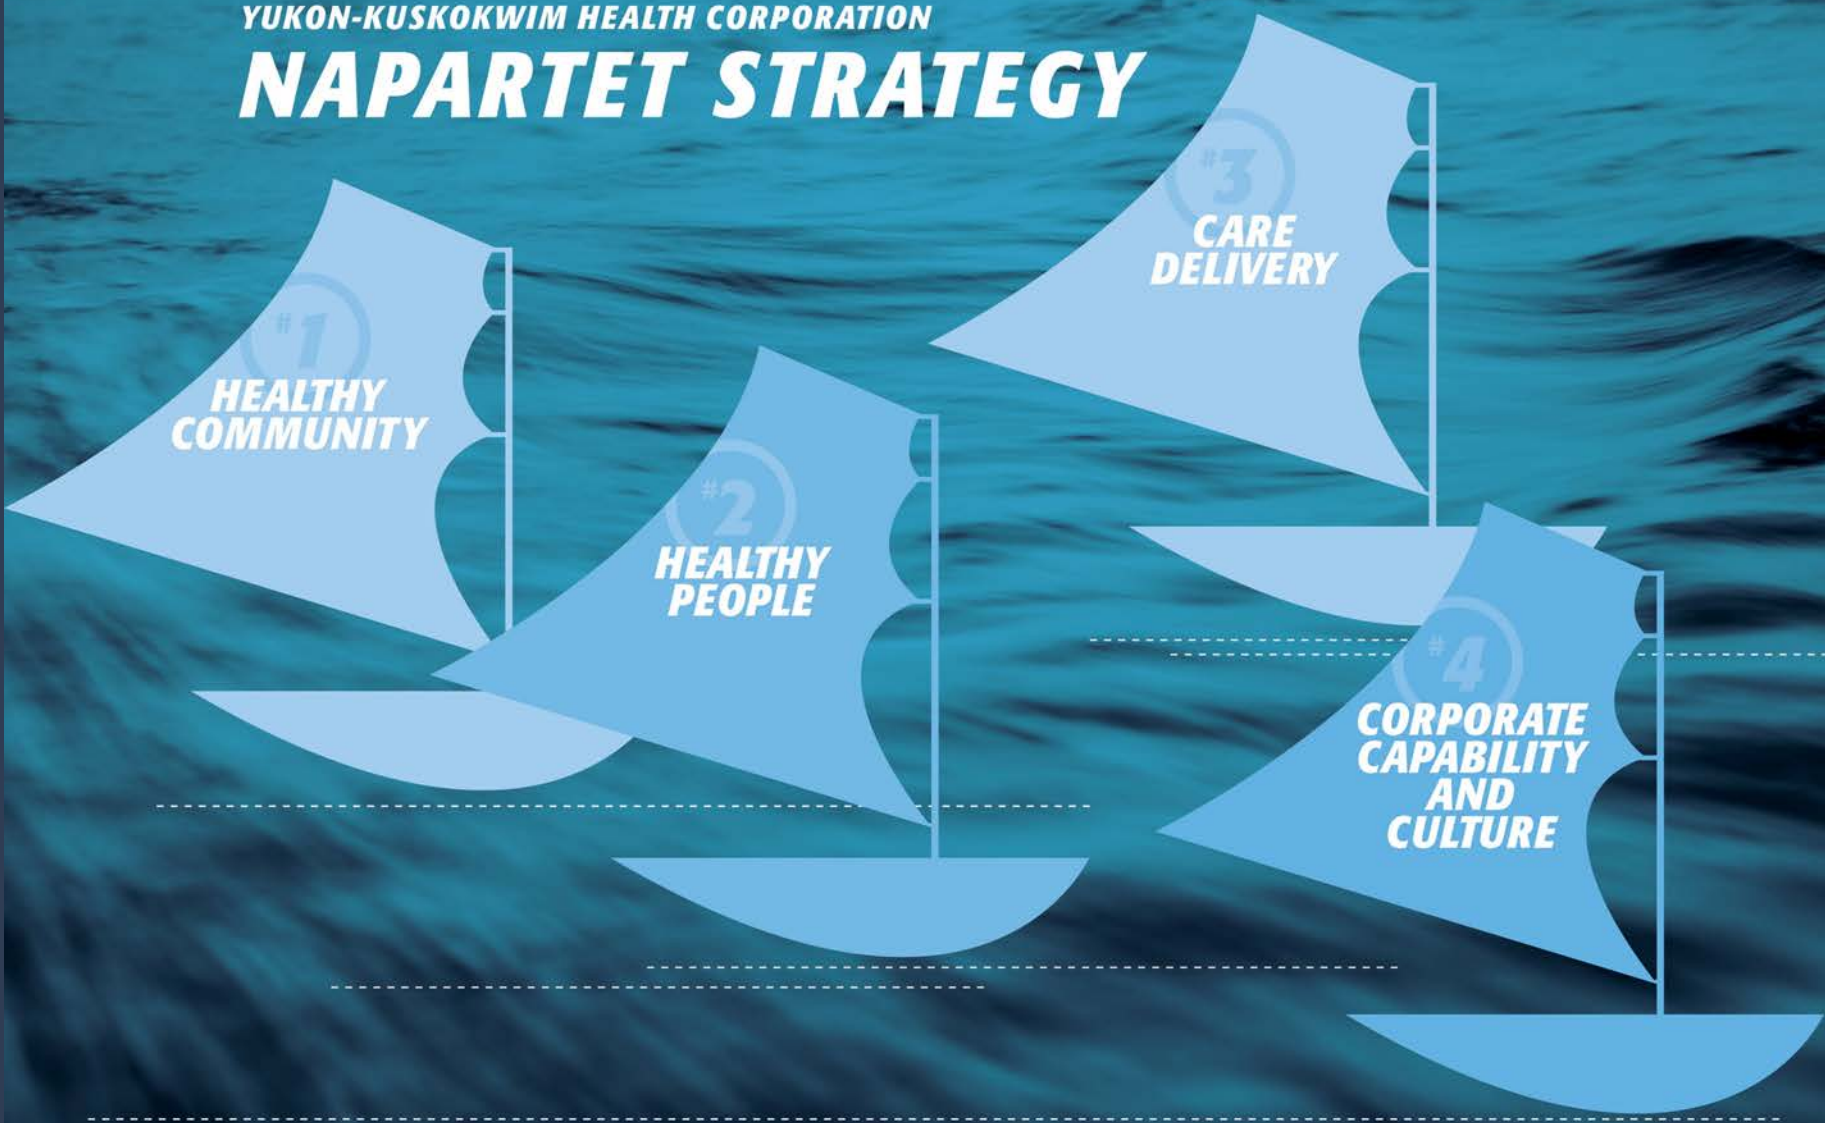 YUKON-KUSKOKWIM HEALTH CORPORATION
NAPARTET STRATEGY
#1
HEALTHY
COMMUNITY
#2
HEALTHY
PEOPLE
#3
CARE
DELIVERY
#4
CORPORATE
CAPABILITY
AND
CULTURE